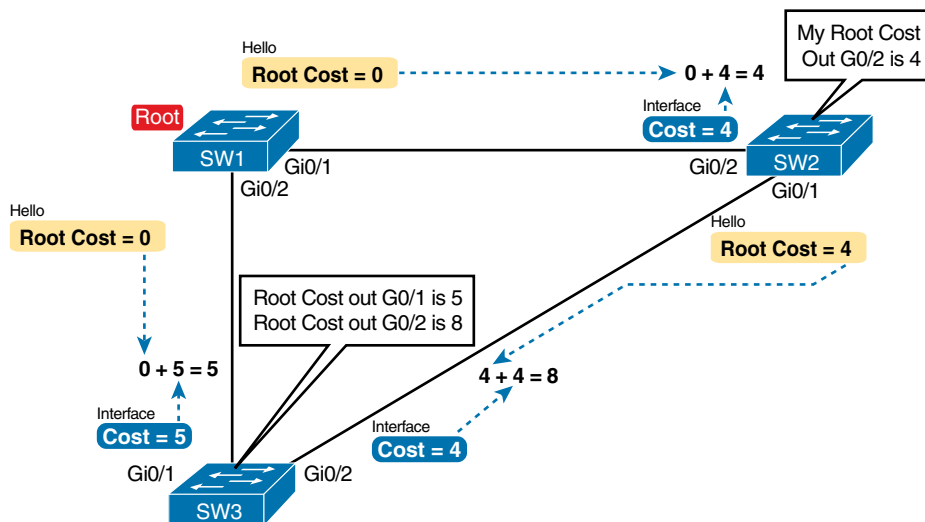 Hello
Root Cost = 0
0 + 4 = 4
My Root Cost
Out G0/2 is 4
Interface
Cost = 4
Root
SW1
Gi0/1
Gi0/2
Gi0/2
SW2
Gi0/1
Hello
Root Cost = 0
Hello
Root Cost = 4
Root Cost out G0/1 is 5
Root Cost out G0/2 is 8
0 + 5 = 5
4 + 4 = 8
Interface
Cost = 5
Interface
Cost = 4
Gi0/1
Gi0/2
SW3